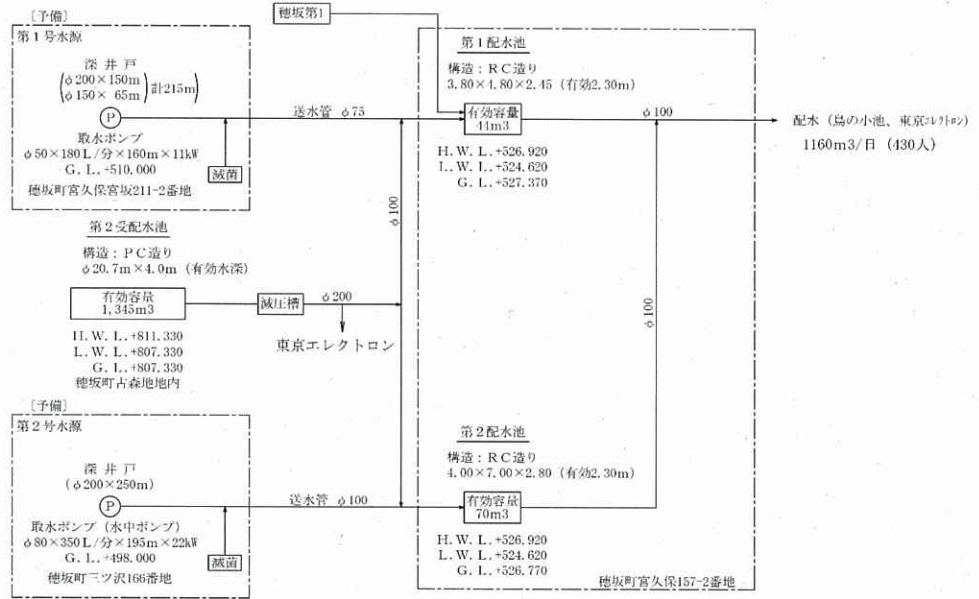 〔予備〕
第1号水源
深 井 戸
(φ200×150m
φ150× 65m) 計215m
P
取水ポンプ
φ50×180L/分×160m×11kW
G. L. +510.000
穂坂町宮久保宮坂211-2番地
滅菌
送水管 φ75
穂坂第1
第1配水池
構造：RC造り
3.80×4.80×2.45 (有効2.30m)
有効容量
44m3
H. W. L. +526.920
L. W. L. +524.620
G. L. +527.370
φ100
配水 (鳥の小池、東京エレクトロン)
1160m3/日 (430人)
第2受配水池
構造：PC造り
φ20.7m×4.0m (有効水深)
有効容量
1,345m3
H. W. L. +811.330
L. W. L. +807.330
G. L. +807.330
穂坂町古森地地内
減圧槽
φ200
東京エレクトロン
φ100
φ100
〔予備〕
第2号水源
深 井 戸
(φ200×250m)
P
取水ポンプ (水中ポンプ)
φ80×350L/分×195m×22kW
G. L. +498.000
穂坂町三ツ沢166番地
滅菌
送水管 φ100
第2配水池
構造：RC造り
4.00×7.00×2.80 (有効2.30m)
有効容量
70m3
H. W. L. +526.920
L. W. L. +524.620
G. L. +526.770
穂坂町宮久保157-2番地